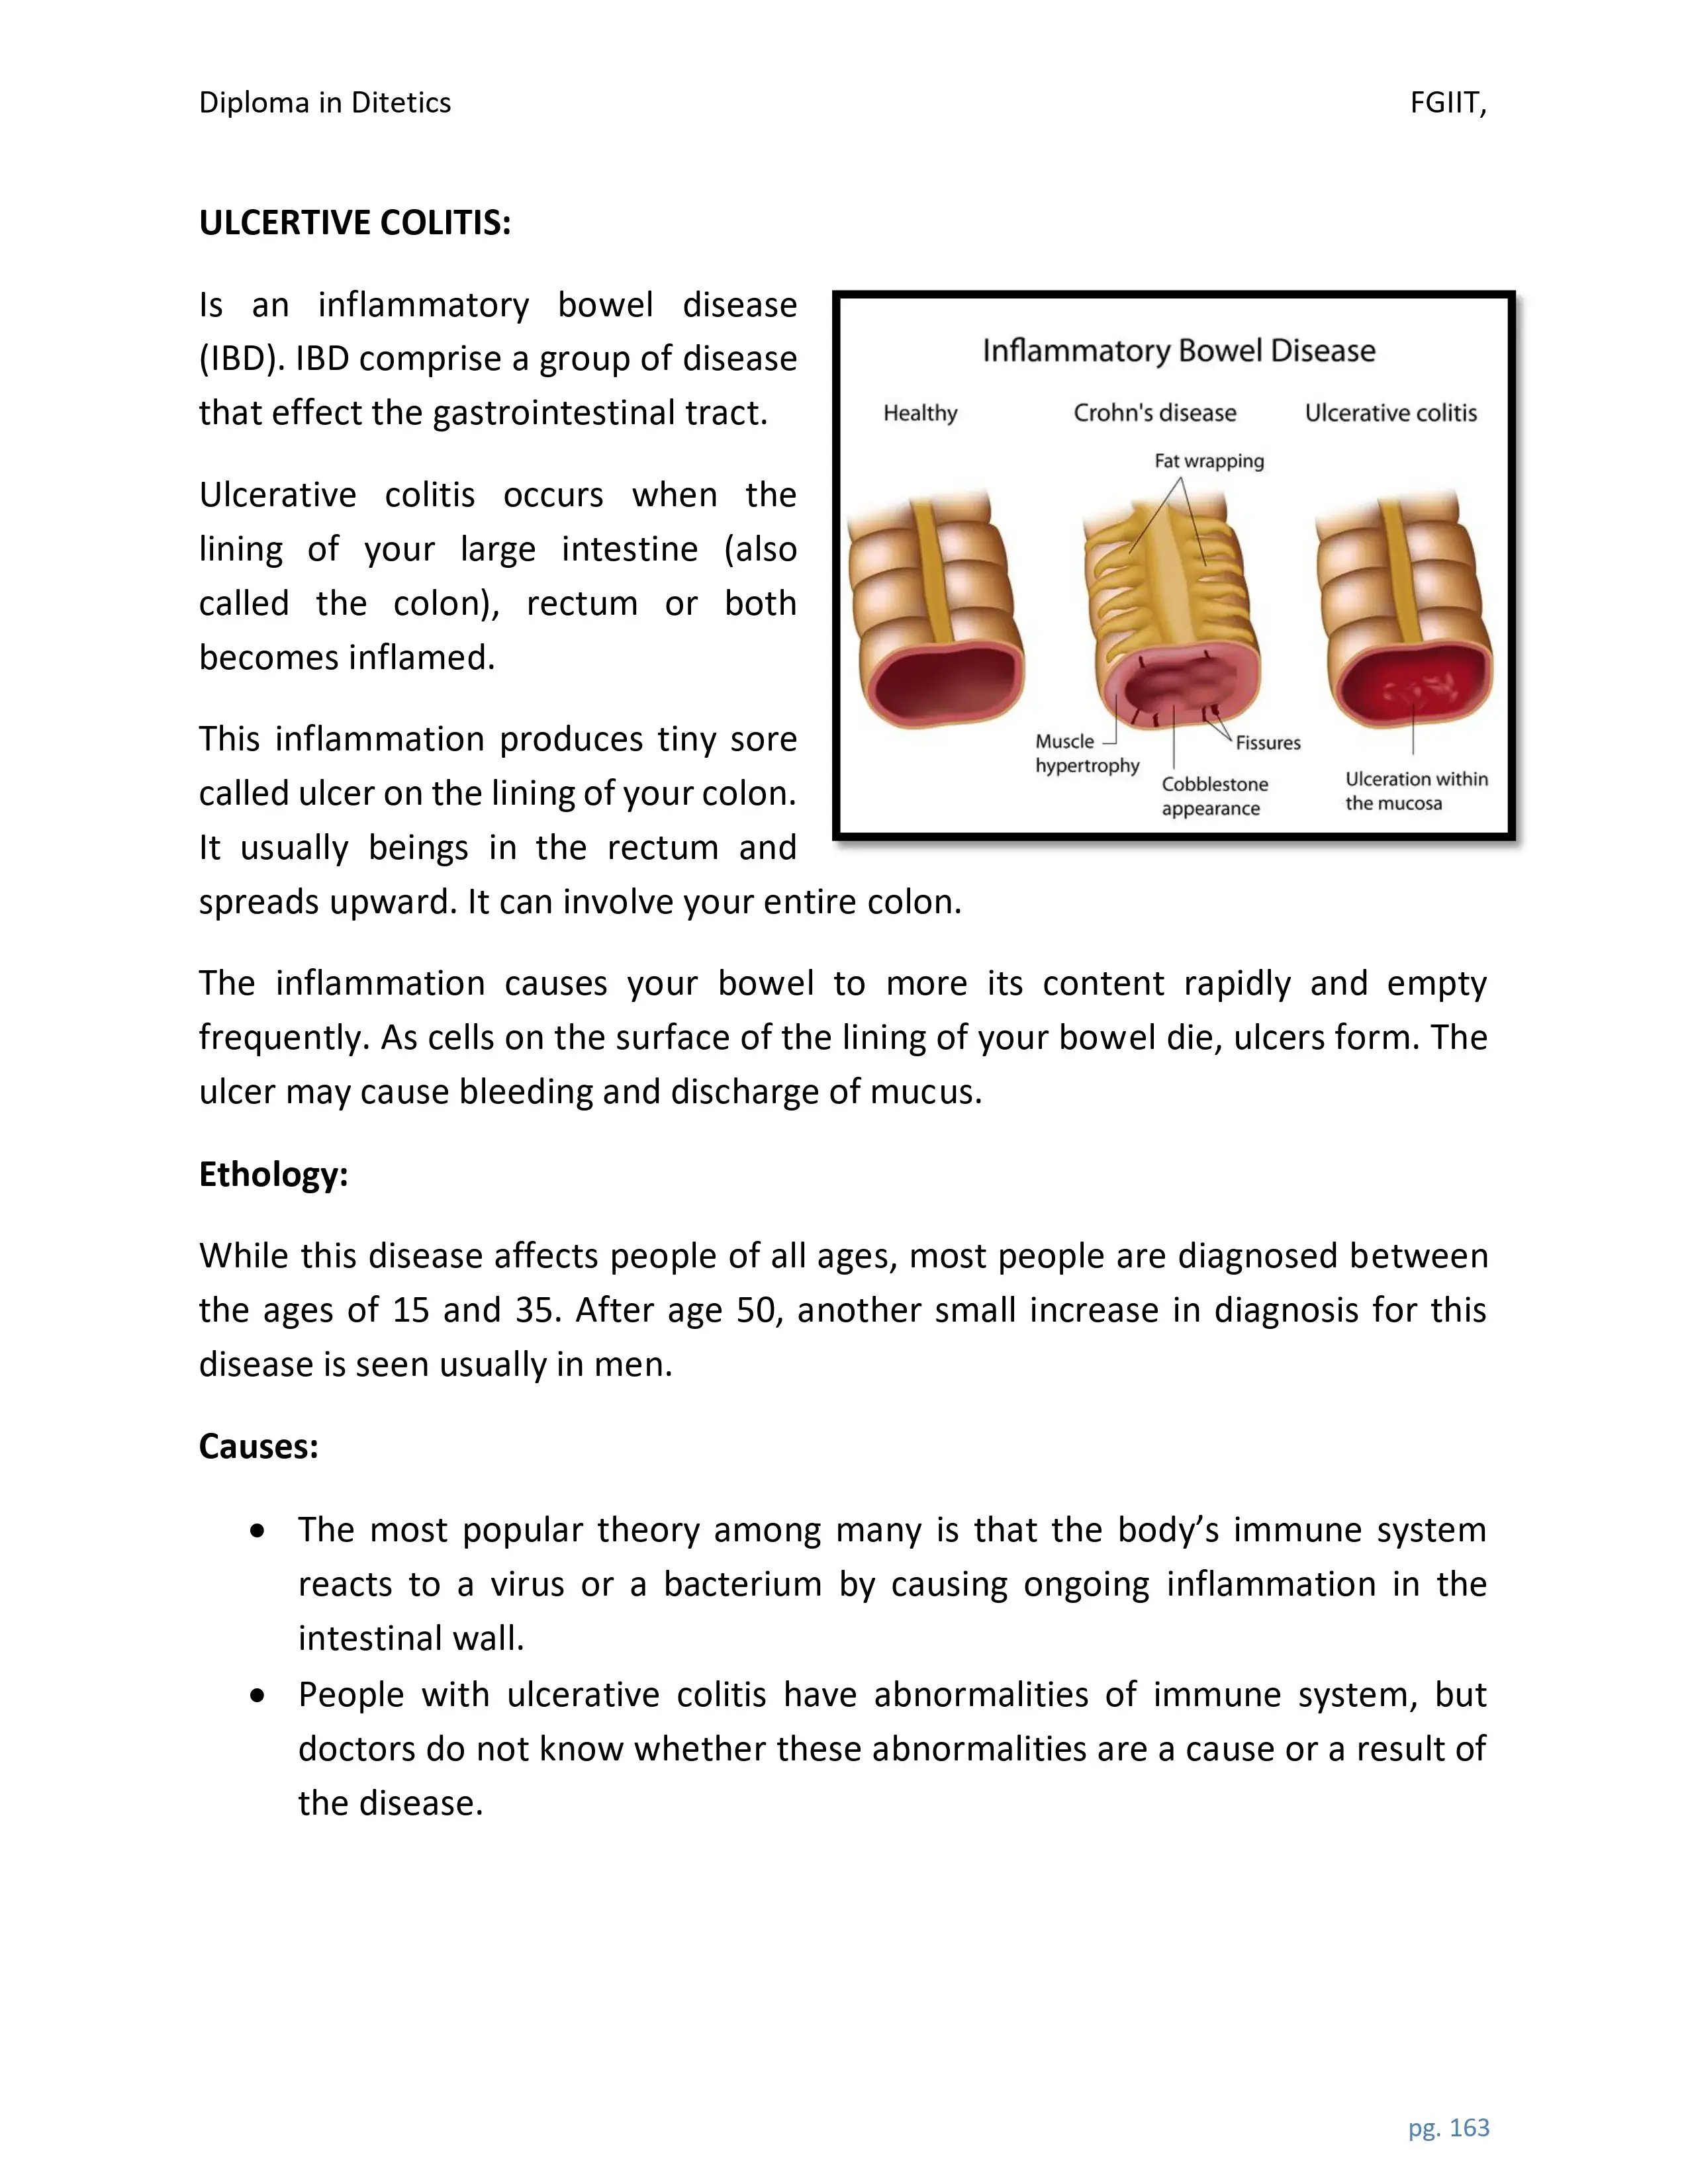 Diploma in Ditetics FGIIT,
ULCERTIVE COLITIS:
Is an inflammatory bowel disease
(IBD). IBD comprise a group of disease
that effect the gastrointestinal tract.
Ulcerative colitis occurs when the
lining of your large intestine (also
called the colon), rectum or both
becomes inflamed.
This inflammation produces tiny sore
called ulcer on the lining of your colon.
It usually beings in the rectum and
spreads upward. It can involve your entire colon.
Inflammatory Bowel Disease
Healthy Crohn's disease Ulcerative colitis
Fat wrapping
Muscle
hypertrophy
Fissures
Cobblestone
appearance
Ulceration within
the mucosa
The inflammation causes your bowel to more its content rapidly and empty
frequently. As cells on the surface of the lining of your bowel die, ulcers form. The
ulcer may cause bleeding and discharge of mucus.
Ethology:
While this disease affects people of all ages, most people are diagnosed between
the ages of 15 and 35. After age 50, another small increase in diagnosis for this
disease is seen usually in men.
Causes:
• The most popular theory among many is that the body’s immune system
reacts to a virus or a bacterium by causing ongoing inflammation in the
intestinal wall.
• People with ulcerative colitis have abnormalities of immune system, but
doctors do not know whether these abnormalities are a cause or a result of
the disease.
pg. 163